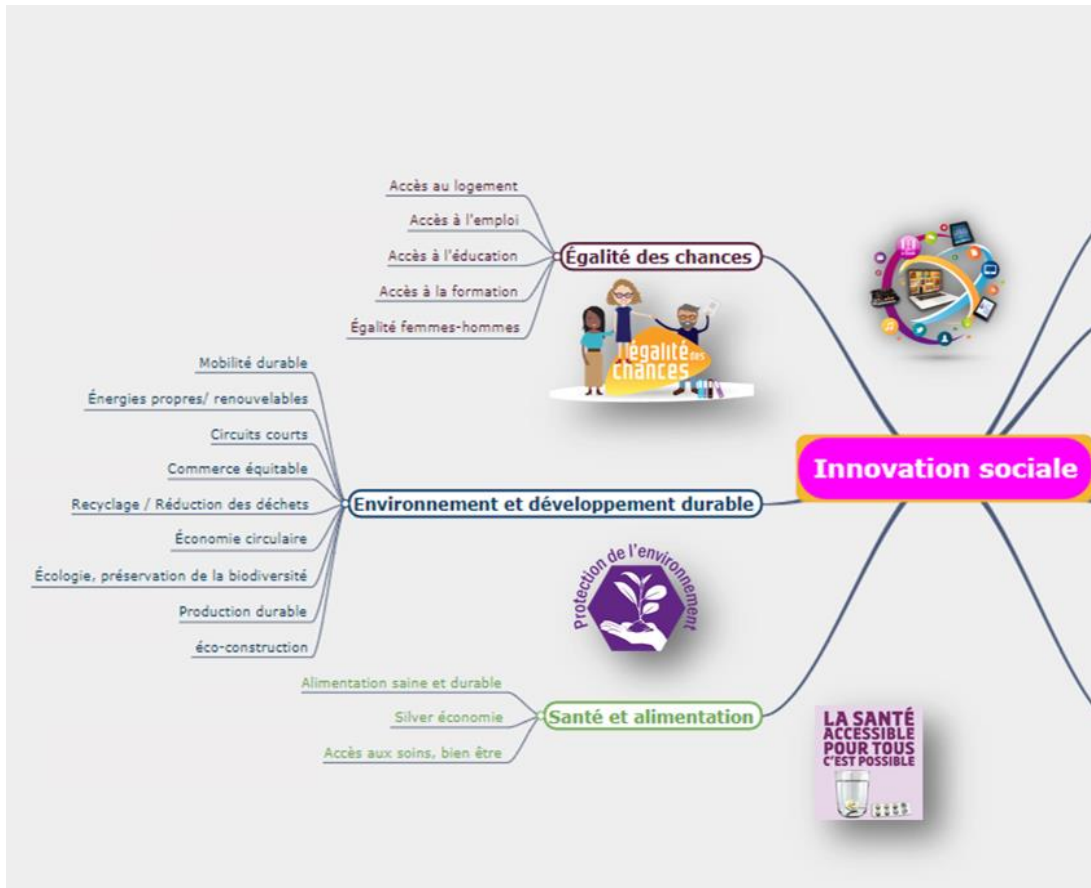 Accès au logement
Accès à l'emploi
Accès à l'éducation
Accès à la formation
Égalité femmes-hommes
Égalité des chances
l'égalité des
chances
Mobilité durable
Énergies propres/ renouvelables
Circuits courts
Commerce équitable
Recyclage / Réduction des déchets
Économie circulaire
Écologie, préservation de la biodiversité
Production durable
éco-construction
Environnement et développement durable
Innovation sociale
Protection de l'environnement
Alimentation saine et durable
Silver économie
Accès aux soins, bien être
Santé et alimentation
LA SANTÉ
ACCESSIBLE
POUR TOUS
C'EST POSSIBLE